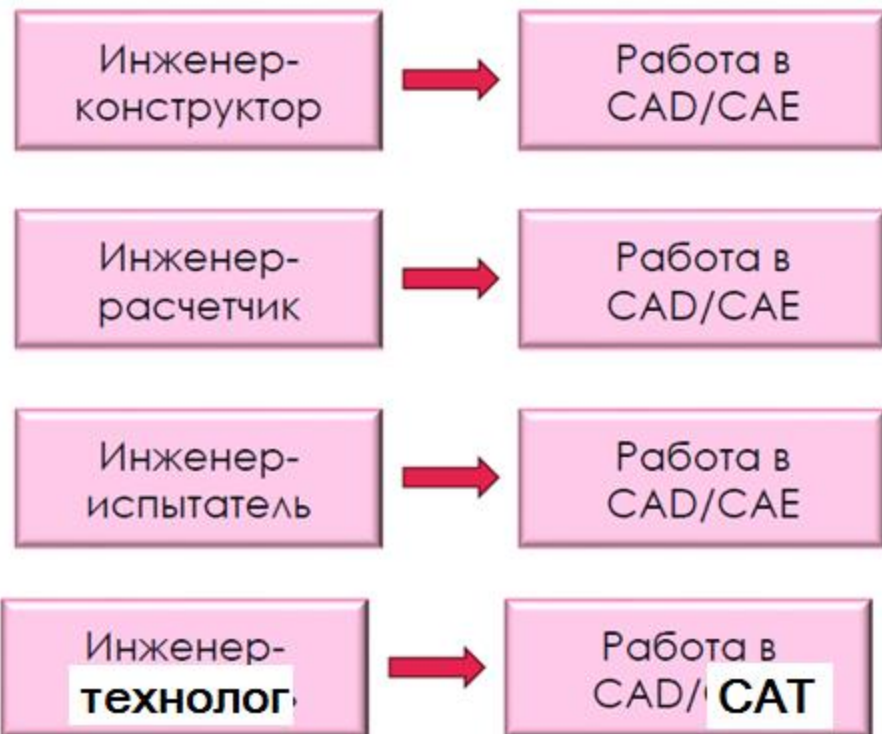 Инженер-
конструктор
Работа в
CAD/CAE
Инженер-
расчетчик
Работа в
CAD/CAE
Инженер-
испытатель
Работа в
CAD/CAE
Инженер-
технолог
Работа в
CAD/CAT